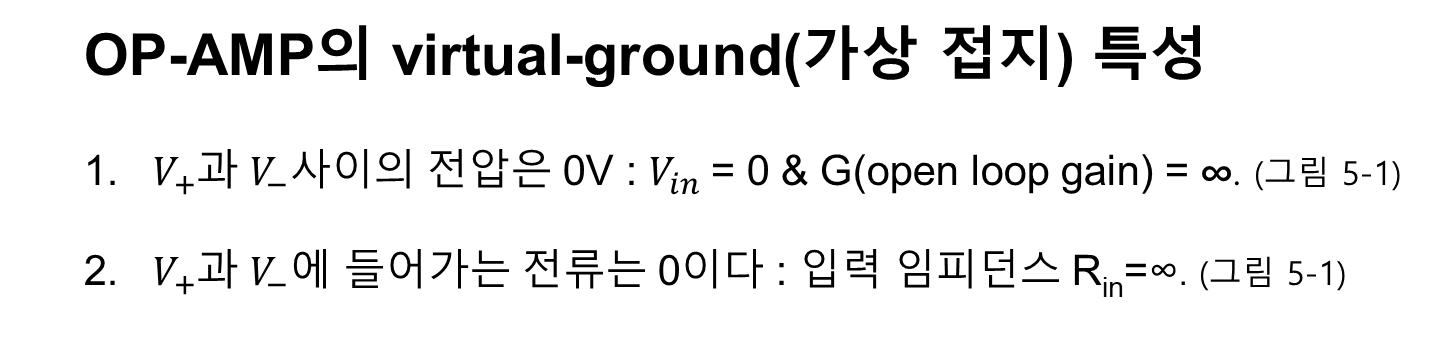 OP-AMP의 virtual-ground(가상 접지) 특성
1. V₊과 V₋사이의 전압은 0V : Vᵢₙ = 0 & G(open loop gain) = ∞. (그림 5-1)
2. V₊과 V₋에 들어가는 전류는 0이다 : 입력 임피던스 Rᵢₙ=∞. (그림 5-1)